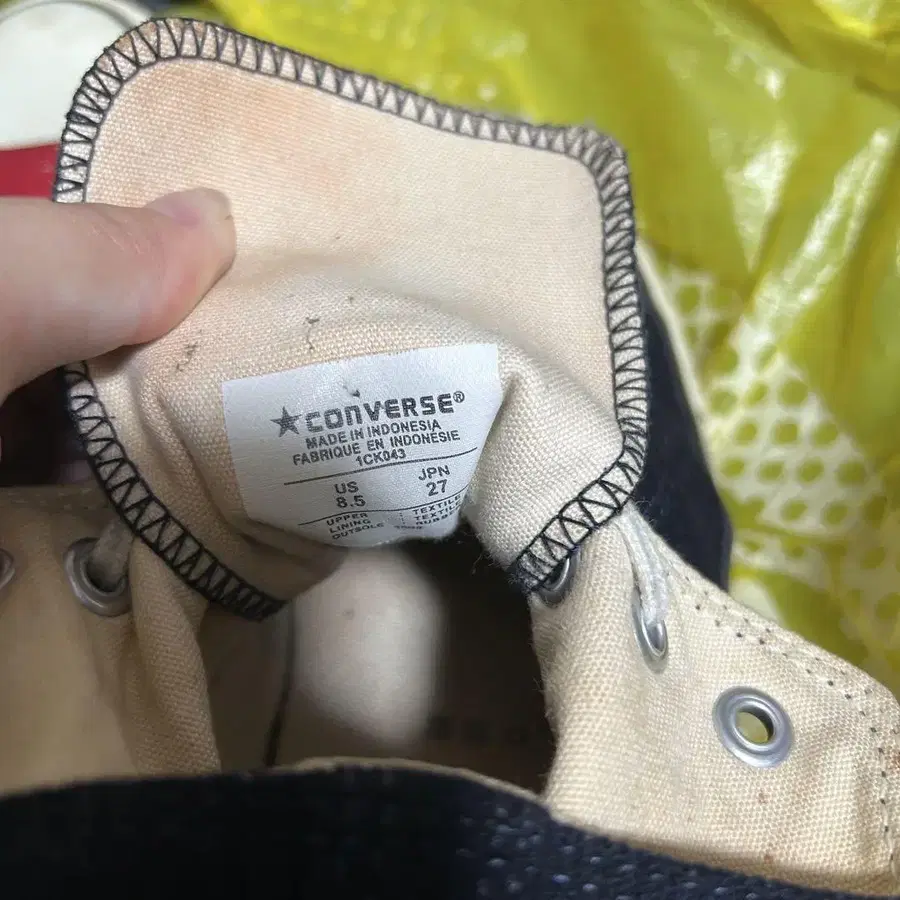 ★CONVERSE®
MADE IN INDONESIA
FABRIQUE EN INDONESIE
1CK043
US JPN
8.5 27
UPPER : TEXTILE
LINING TEXTILE
OUTSOLE